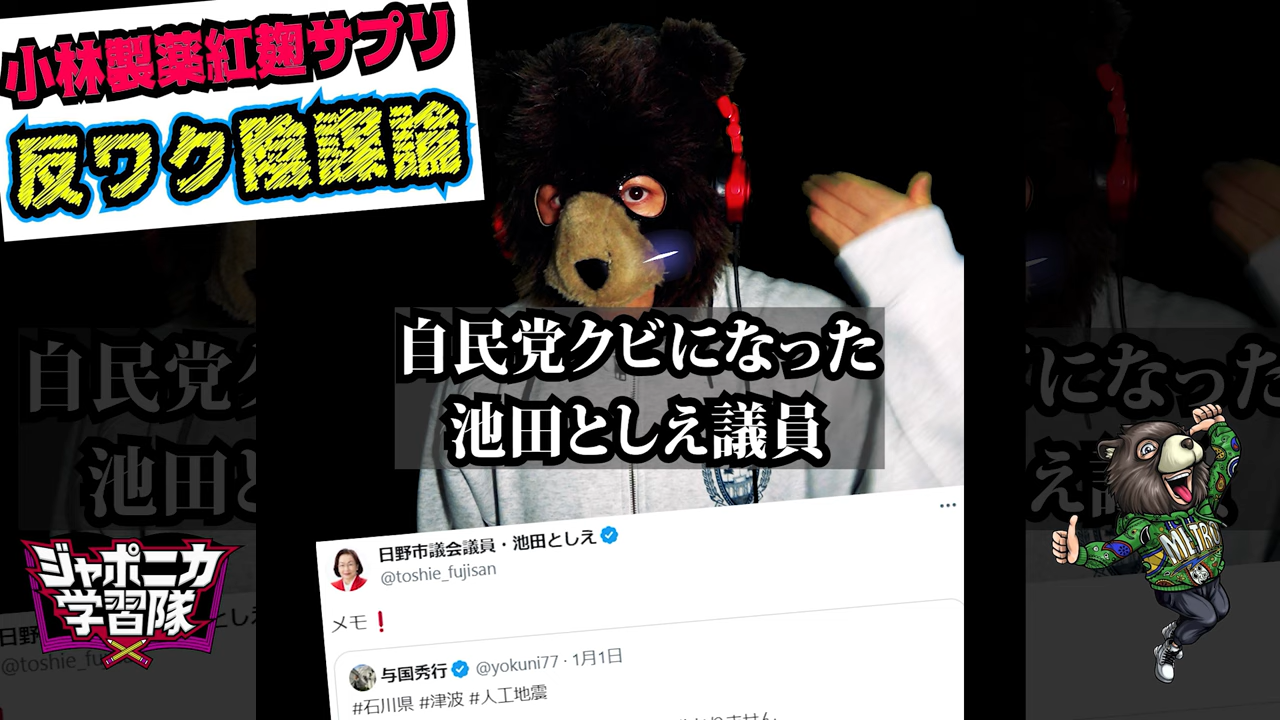 小林製薬紅麹サプリ
反ワク陰謀論
自民党クビになった
池田としえ議員
日野市議会議員・池田としえ
@toshie_fujisan
メモ❗
与国秀行 @yokuni77 · 1月1日
#石川県 #津波 #人工地震
ジャポニカ
学習隊